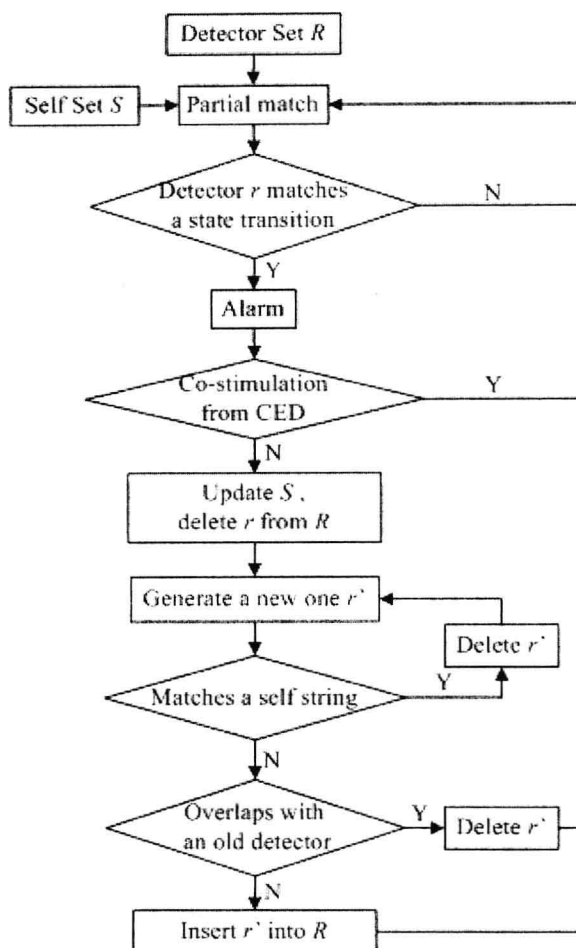 Detector Set R
Self Set S
Partial match
Detector r matches
a state transition
N
Y
Alarm
Co-stimulation
from CED
Y
N
Update S ,
delete r from R
Generate a new one r`
Delete r`
Matches a self string
Y
N
Overlaps with
an old detector
Y
Delete r`
N
Insert r` into R